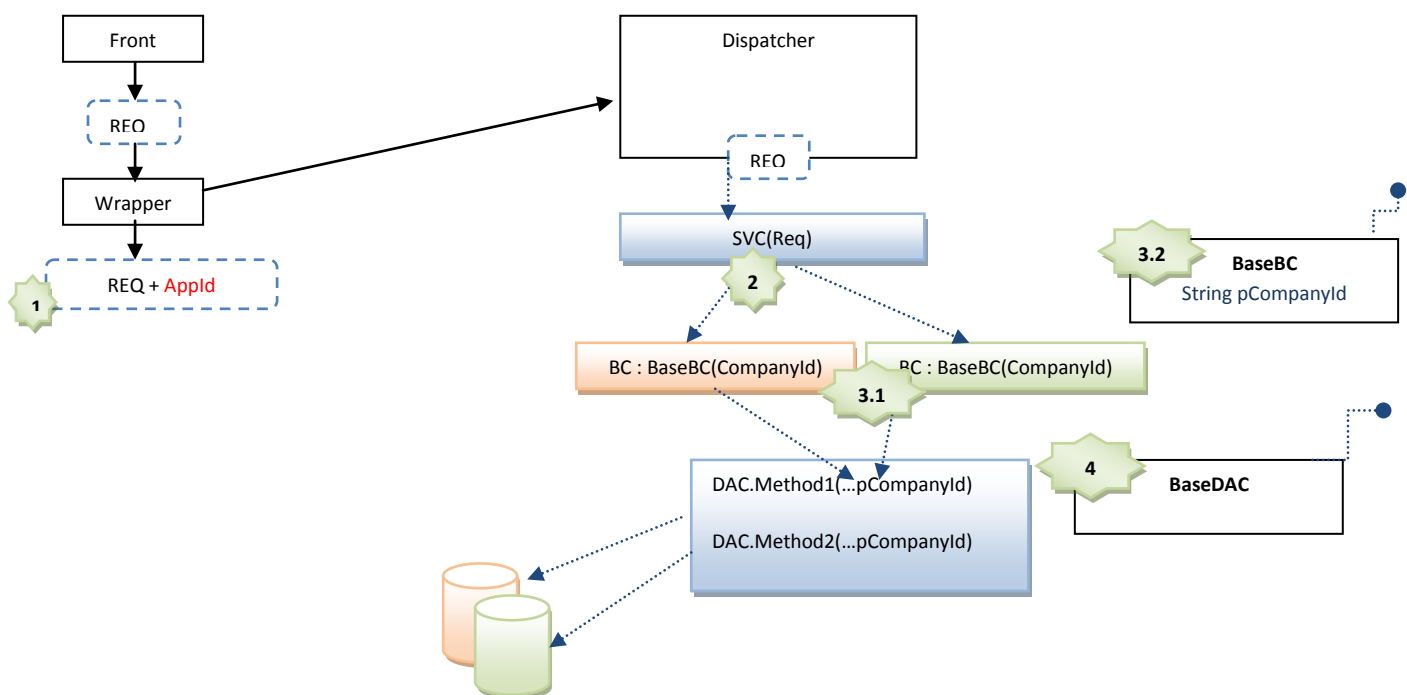 Front
Dispatcher
REQ
REQ
Wrapper
SVC(Req)
3.2
BaseBC
String pCompanyId
REQ + AppId
1
2
BC : BaseBC(CompanyId)
BC : BaseBC(CompanyId)
3.1
DAC.Method1(...pCompanyId)
4
BaseDAC
DAC.Method2(...pCompanyId)